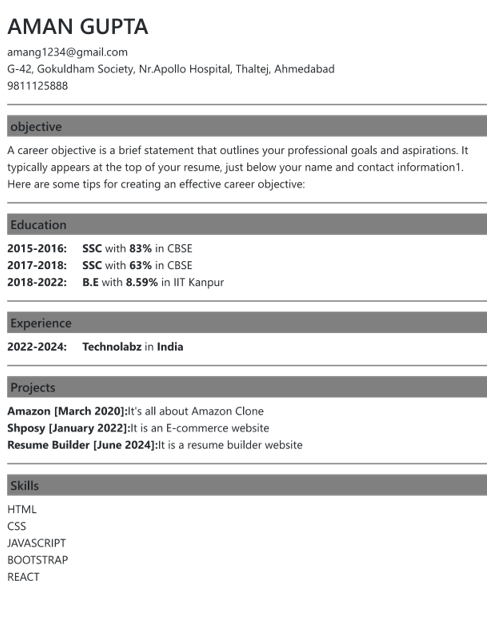 AMAN GUPTA
amang1234@gmail.com
G-42, Gokuldham Society, Nr.Apollo Hospital, Thaltej, Ahmedabad
9811125888
objective
A career objective is a brief statement that outlines your professional goals and aspirations. It
typically appears at the top of your resume, just below your name and contact information1.
Here are some tips for creating an effective career objective:
Education
2015-2016: SSC with 83% in CBSE
2017-2018: SSC with 63% in CBSE
2018-2022: B.E with 8.59% in IIT Kanpur
Experience
2022-2024: Technolabz in India
Projects
Amazon [March 2020]:It's all about Amazon Clone
Shposy [January 2022]:It is an E-commerce website
Resume Builder [June 2024]:It is a resume builder website
Skills
HTML
CSS
JAVASCRIPT
BOOTSTRAP
REACT